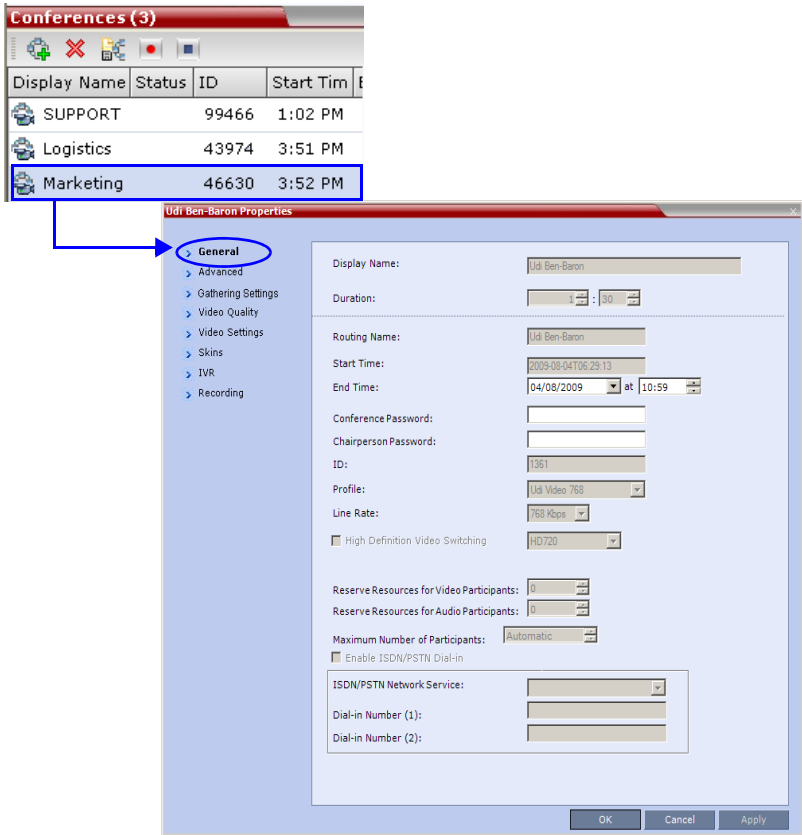 Conferences (3)
Display Name Status ID Start Tim
SUPPORT 99466 1:02 PM
Logistics 43974 3:51 PM
Marketing 46630 3:52 PM
Udi Ben-Baron Properties
General
Advanced
Gathering Settings
Video Quality
Video Settings
Skins
IVR
Recording
Display Name: Udi Ben-Baron
Duration: 1 : 30
Routing Name: Udi Ben-Baron
Start Time: 2009-08-04T06:29:13
End Time: 04/08/2009 at 10:59
Conference Password:
Chairperson Password:
ID: 1361
Profile: Udi Video 768
Line Rate: 768 Kbps
High Definition Video Switching HD720
Reserve Resources for Video Participants: 0
Reserve Resources for Audio Participants: 0
Maximum Number of Participants: Automatic
Enable ISDN/PSTN Dial-in
ISDN/PSTN Network Service:
Dial-in Number (1):
Dial-in Number (2):
OK Cancel Apply